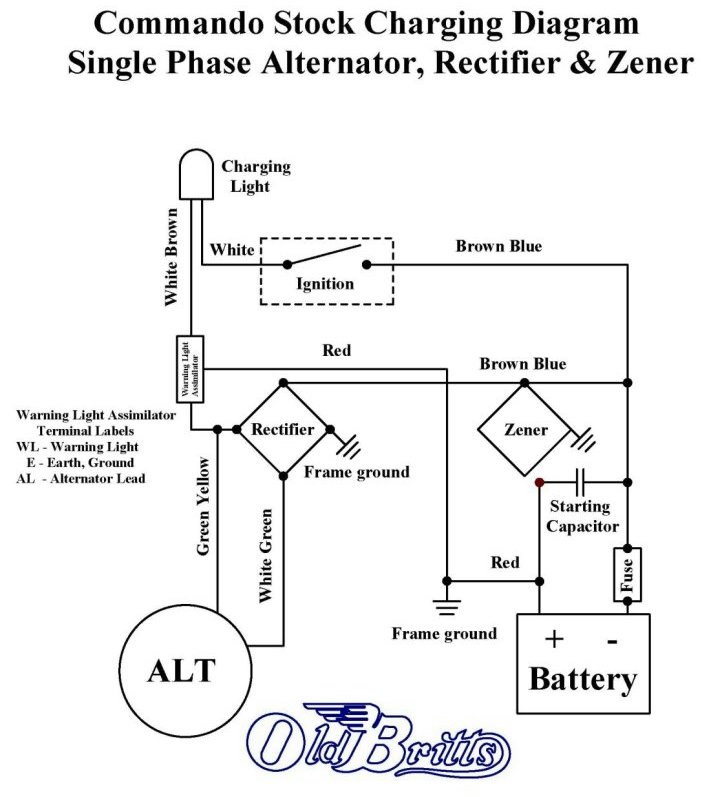 Commando Stock Charging Diagram
Single Phase Alternator, Rectifier & Zener
Charging
Light
White Brown
White
Ignition
Brown Blue
Warning Light
Assimilator
Red
Brown Blue
Warning Light Assimilator
Terminal Labels
WL - Warning Light
E - Earth, Ground
AL - Alternator Lead
Rectifier
Zener
Frame ground
Green Yellow
White Green
Starting
Capacitor
Red
Fuse
Frame ground
ALT
+ -
Battery
Old Britts